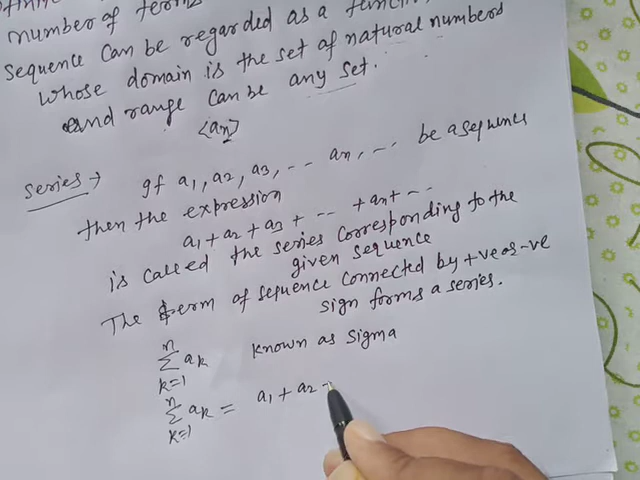 number of terms
Sequence can be regarded as a
whose domain is the set of natural numbers
and range can be any set.
<an>
Series → If a1, a2, a3, -- an, -- be a sequence
then the expression
a1 + a2 + a3 + -- + an + --
is called the series corresponding to the
given sequence
The term of sequence connected by +ve or -ve
sign forms a series.
n
Σ ak known as Sigma
k=1
n
Σ ak = a1 + a2 -
k=1